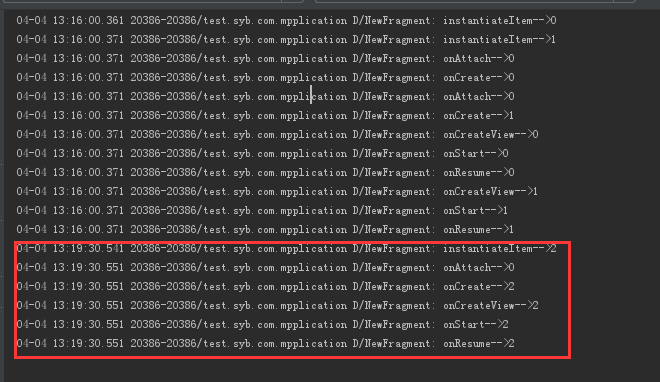 04-04 13:16:00.361 20386-20386/test.syb.com.mpplication D/NewFragment: instantiateItem-->0
04-04 13:16:00.371 20386-20386/test.syb.com.mpplication D/NewFragment: instantiateItem-->1
04-04 13:16:00.371 20386-20386/test.syb.com.mpplication D/NewFragment: onAttach-->0
04-04 13:16:00.371 20386-20386/test.syb.com.mpplication D/NewFragment: onCreate-->0
04-04 13:16:00.371 20386-20386/test.syb.com.mpplication D/NewFragment: onAttach-->0
04-04 13:16:00.371 20386-20386/test.syb.com.mpplication D/NewFragment: onCreate-->1
04-04 13:16:00.371 20386-20386/test.syb.com.mpplication D/NewFragment: onCreateView-->0
04-04 13:16:00.371 20386-20386/test.syb.com.mpplication D/NewFragment: onStart-->0
04-04 13:16:00.371 20386-20386/test.syb.com.mpplication D/NewFragment: onResume-->0
04-04 13:16:00.371 20386-20386/test.syb.com.mpplication D/NewFragment: onCreateView-->1
04-04 13:16:00.371 20386-20386/test.syb.com.mpplication D/NewFragment: onStart-->1
04-04 13:16:00.371 20386-20386/test.syb.com.mpplication D/NewFragment: onResume-->1
04-04 13:19:30.541 20386-20386/test.syb.com.mpplication D/NewFragment: instantiateItem-->2
04-04 13:19:30.551 20386-20386/test.syb.com.mpplication D/NewFragment: onAttach-->0
04-04 13:19:30.551 20386-20386/test.syb.com.mpplication D/NewFragment: onCreate-->2
04-04 13:19:30.551 20386-20386/test.syb.com.mpplication D/NewFragment: onCreateView-->2
04-04 13:19:30.551 20386-20386/test.syb.com.mpplication D/NewFragment: onStart-->2
04-04 13:19:30.551 20386-20386/test.syb.com.mpplication D/NewFragment: onResume-->2